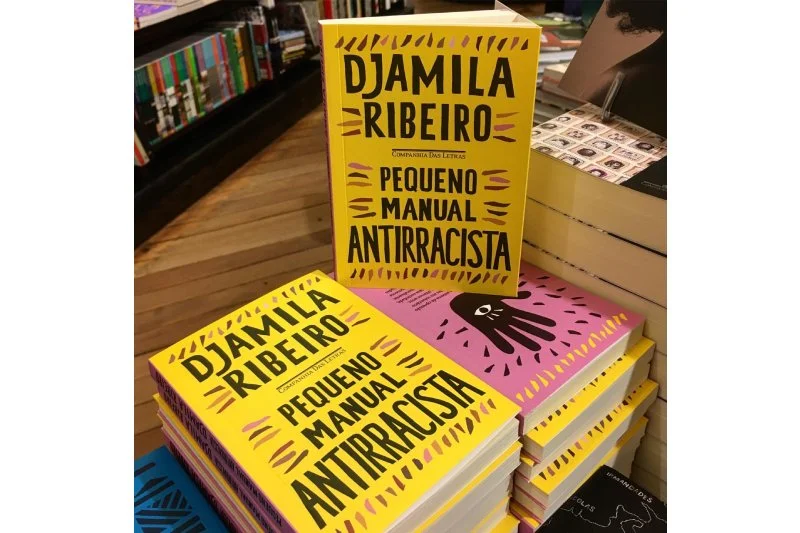 DJAMILA
RIBEIRO
COMPANHIA DAS LETRAS
PEQUENO
MANUAL
ANTIRRACISTA
DJAMILA
RIBEIRO
COMPANHIA DAS LETRAS
PEQUENO
MANUAL
ANTIRRACISTA